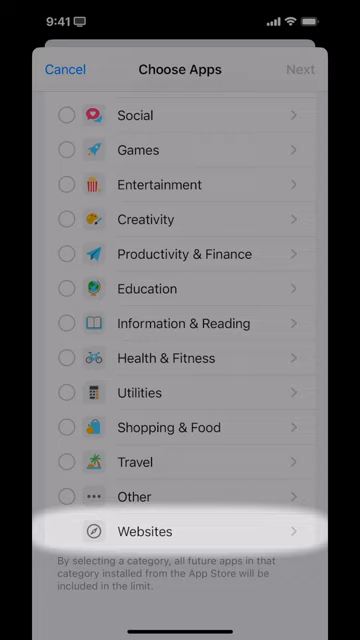 9:41
Cancel
Choose Apps
Next
Social
Games
Entertainment
Creativity
Productivity & Finance
Education
Information & Reading
Health & Fitness
Utilities
Shopping & Food
Travel
Other
Websites
By selecting a category, all future apps in that
category installed from the App Store will be
included in the limit.